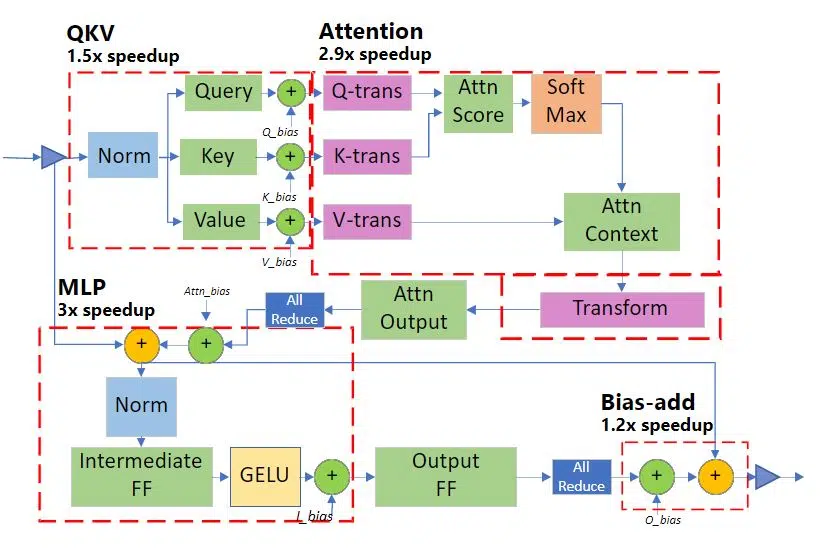 QKV
1.5x speedup
Attention
2.9x speedup
Query
+
Q_bias
Q-trans
Attn
Score
Soft
Max
Norm
Key
+
K_bias
K-trans
Value
+
V_bias
V-trans
Attn
Context
MLP
3x speedup
Attn_bias
All
Reduce
Attn
Output
Transform
+
+
Norm
Intermediate
FF
GELU
+
I_bias
Output
FF
All
Reduce
Bias-add
1.2x speedup
+
+
O_bias